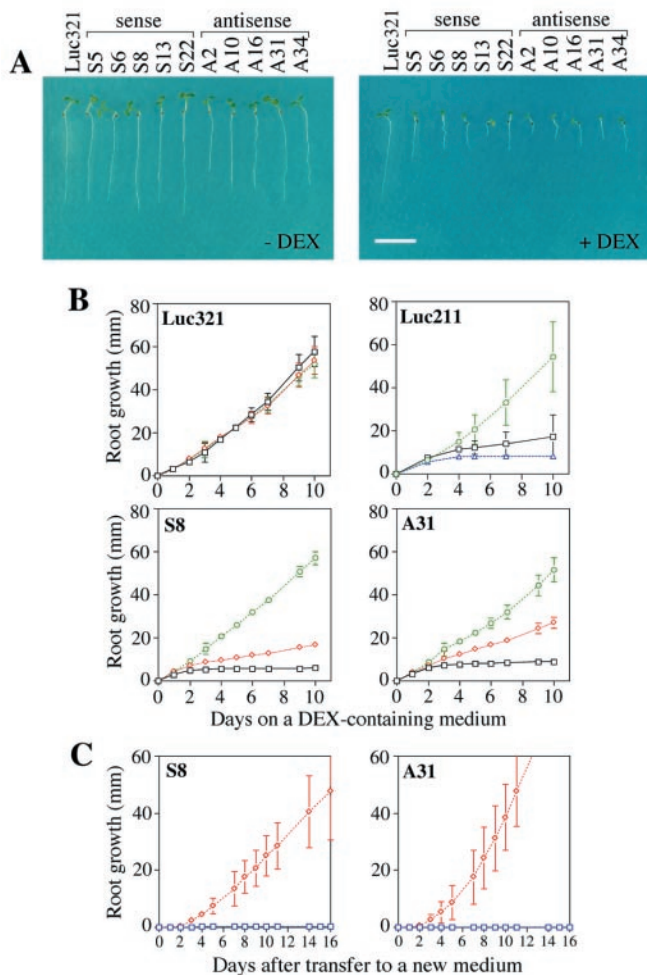 sense antisense sense antisense
A Luc321 S5 S6 S8 S13 S22 A2 A10 A16 A31 A34 Luc321 S5 S6 S8 S13 S22 A2 A10 A16 A31 A34
- DEX + DEX
B
80 Luc321 80 Luc211
60 60
40 40
20 20
0 0
0 2 4 6 8 10 0 2 4 6 8 10
Root growth (mm)
80 S8 80 A31
60 60
40 40
20 20
0 0
0 2 4 6 8 10 0 2 4 6 8 10
Root growth (mm)
Days on a DEX-containing medium
C
60 S8 60 A31
40 40
20 20
0 0
0 2 4 6 8 10 12 14 16 0 2 4 6 8 10 12 14 16
Root growth (mm)
Days after transfer to a new medium